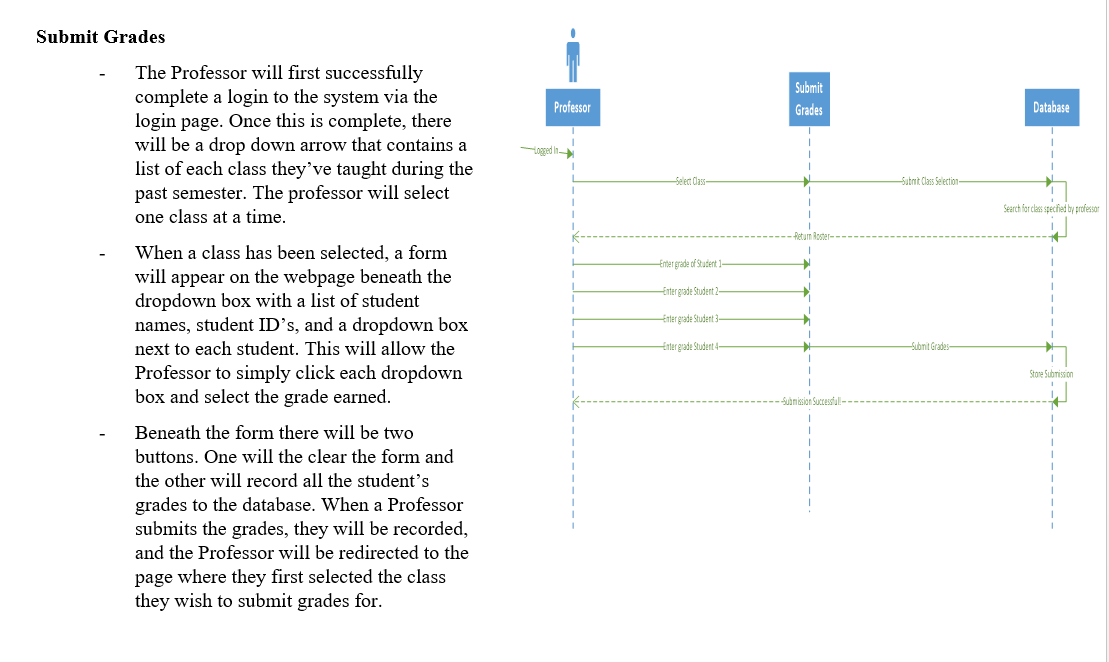 Submit Grades
- The Professor will first successfully
complete a login to the system via the
login page. Once this is complete, there
will be a drop down arrow that contains a
list of each class they've taught during the
past semester. The professor will select
one class at a time.
- When a class has been selected, a form
will appear on the webpage beneath the
dropdown box with a list of student
names, student ID's, and a dropdown box
next to each student. This will allow the
Professor to simply click each dropdown
box and select the grade earned.
- Beneath the form there will be two
buttons. One will the clear the form and
the other will record all the student's
grades to the database. When a Professor
submits the grades, they will be recorded,
and the Professor will be redirected to the
page where they first selected the class
they wish to submit grades for.
Professor
Submit
Grades
Database
Logged In
Select Class
Submit Class Selection
Search for class specified by professor
Return Roster
Enter grade of Student 1
Enter grade Student 2
Enter grade Student 3
Enter grade Student 4
Submit Grades
Store Submission
Submission Successful!